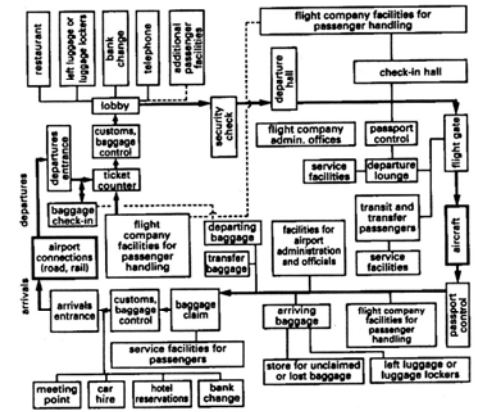 restaurant
left luggage or
luggage lockers
bank
change
telephone
additional
passenger
facilities
flight company facilities for
passenger handling
lobby
security
check
departure
hall
check-in hall
customs,
baggage
control
flight company
admin. offices
passport
control
flight gate
departures
departures
entrance
ticket
counter
service
facilities
departure
lounge
baggage
check-in
flight
company
facilities for
passenger
handling
departing
baggage
transfer
baggage
facilities
for airport
administration
and officials
transit and
transfer
passengers
service
facilities
aircraft
airport
connections
(road, rail)
arrivals
arrivals
entrance
customs,
baggage
control
baggage
claim
arriving
baggage
flight company
facilities for
passenger
handling
passport
control
service facilities for
passengers
meeting
point
car
hire
hotel
reservations
bank
change
store for unclaimed
or lost baggage
left luggage or
luggage lockers